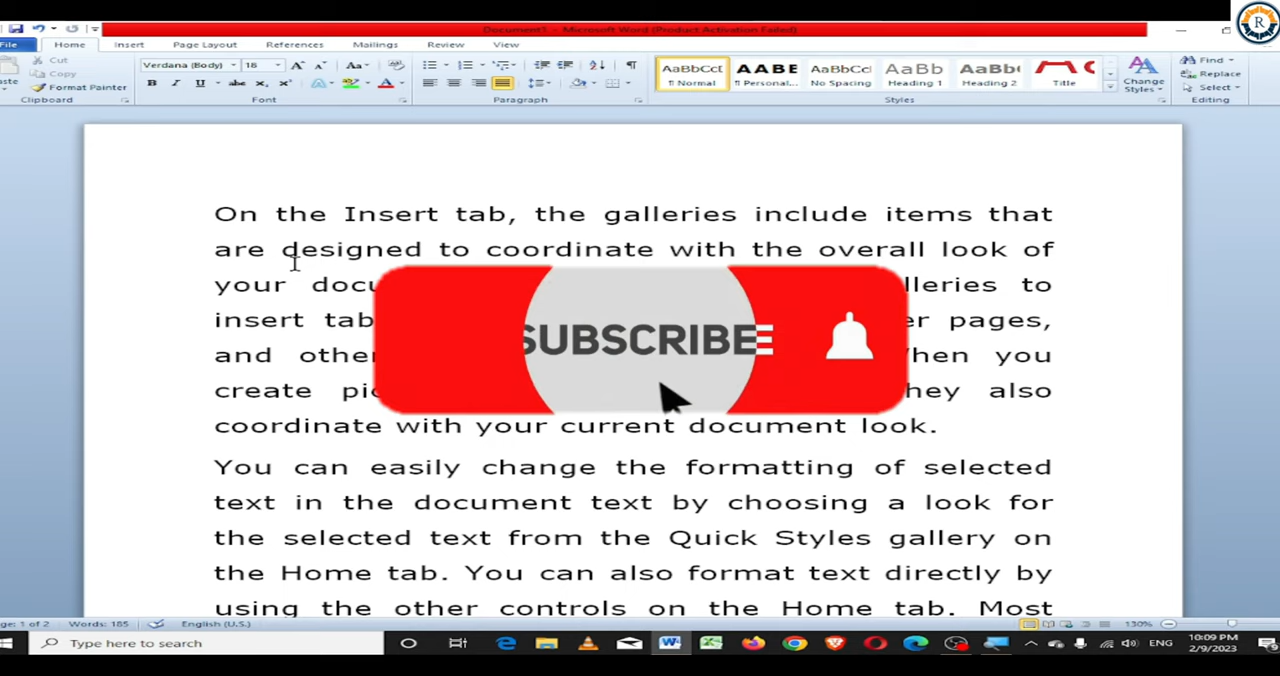 Document1 - Microsoft Word (Product Activation Failed)
R
File Home Insert Page Layout References Mailings Review View
Cut
Copy
Format Painter
Clipboard
Verdana (Body) 18
Font
Paragraph
AaBbCcI AABE AaBbCc AaBb AaBb(
¶ Normal ¶ Personal... No Spacing Heading 1 Heading 2 Title
Change
Styles
Styles
Find
Replace
Select
Editing
On the Insert tab, the galleries include items that
are designed to coordinate with the overall look of
your docu lleries to
insert tab er pages,
and other When you
create pic they also
coordinate with your current document look.
You can easily change the formatting of selected
text in the document text by choosing a look for
the selected text from the Quick Styles gallery on
the Home tab. You can also format text directly by
using the other controls on the Home tab. Most
SUBSCRIBE
ge: 1 of 2 Words: 185 English (U.S.) 130%
Type here to search
ENG
10:09 PM
2/9/2023